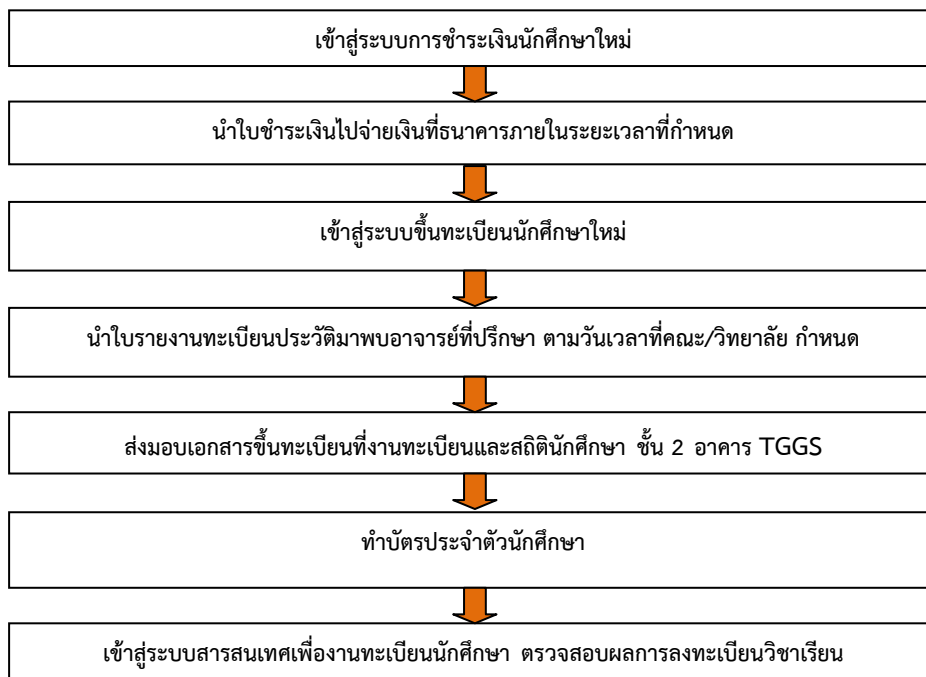 เข้าสู่ระบบการชำระเงินนักศึกษาใหม่
นำใบชำระเงินไปจ่ายเงินที่ธนาคารภายในระยะเวลาที่กำหนด
เข้าสู่ระบบขึ้นทะเบียนนักศึกษาใหม่
นำใบรายงานทะเบียนประวัติมาพบอาจารย์ที่ปรึกษา ตามวันเวลาที่คณะ/วิทยาลัย กำหนด
ส่งมอบเอกสารขึ้นทะเบียนที่งานทะเบียนและสถิตินักศึกษา ชั้น 2 อาคาร TGGS
ทำบัตรประจำตัวนักศึกษา
เข้าสู่ระบบสารสนเทศเพื่องานทะเบียนนักศึกษา ตรวจสอบผลการลงทะเบียนวิชาเรียน